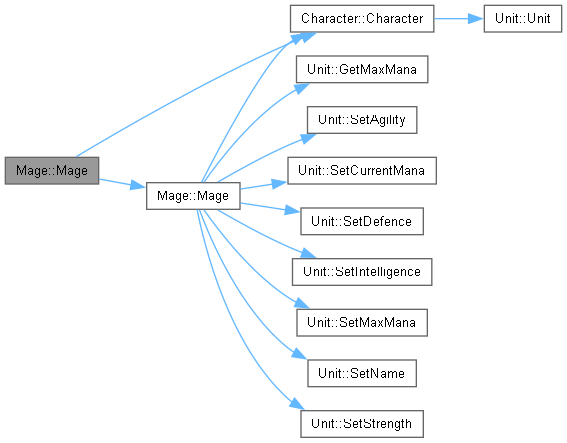 Character::Character
Unit::Unit
Unit::GetMaxMana
Unit::SetAgility
Mage::Mage
Unit::SetCurrentMana
Mage::Mage
Unit::SetDefence
Unit::SetIntelligence
Unit::SetMaxMana
Unit::SetName
Unit::SetStrength